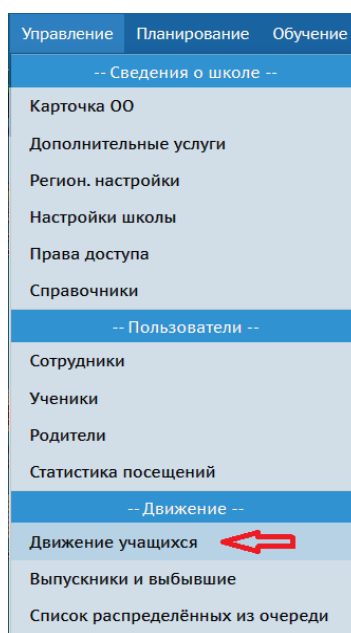 Управление Планирование Обучение
-- Сведения о школе --
Карточка ОО
Дополнительные услуги
Регион. настройки
Настройки школы
Права доступа
Справочники
-- Пользователи --
Сотрудники
Ученики
Родители
Статистика посещений
-- Движение --
Движение учащихся
Выпускники и выбывшие
Список распределённых из очереди